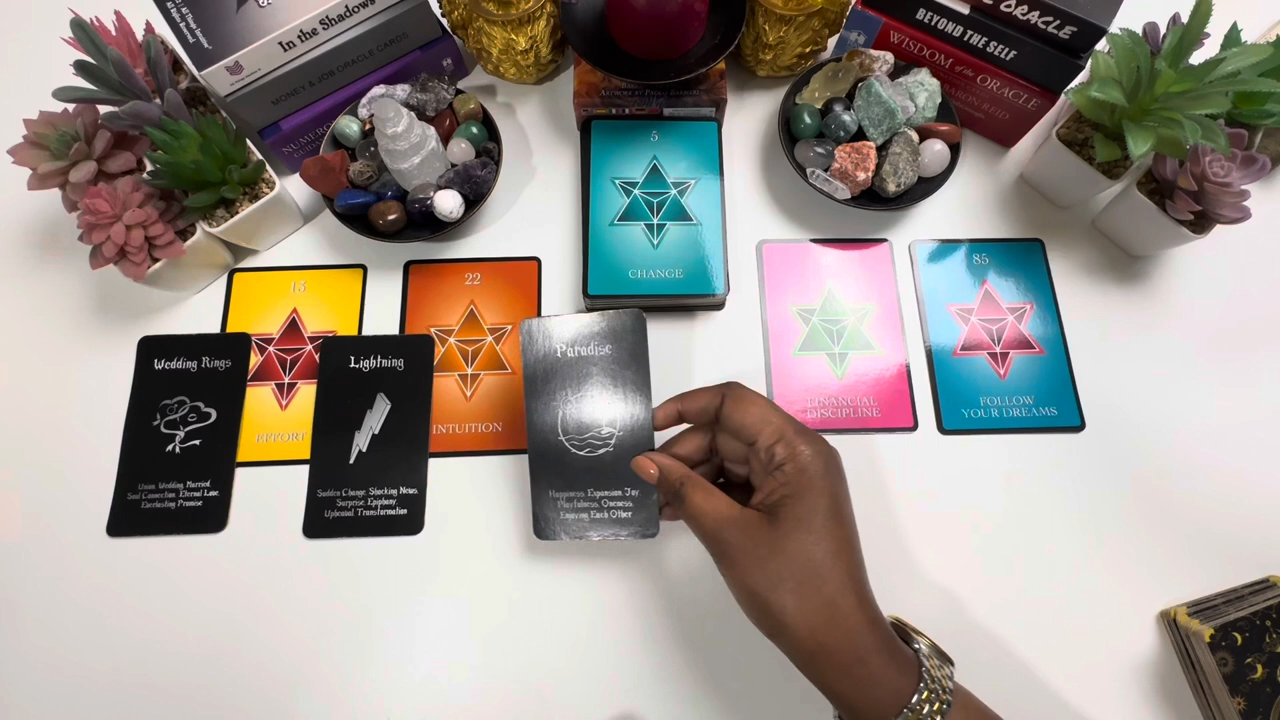 In the Shadows
MONEY & JOB ORACLE CARDS
BEYOND THE SELF
WISDOM of the ORACLE
ORACLE
5
CHANGE
13
EFFORT
22
INTUITION
FINANCIAL
DISCIPLINE
85
FOLLOW
YOUR DREAMS
Wedding Rings
Union, Wedding, Married,
Soul Connection, Eternal Love,
Everlasting Promise
Lightning
Sudden Change, Shocking News,
Surprise, Epiphany,
Upheaval, Transformation
Paradise
Happiness, Expansion, Joy,
Playfulness, Oneness,
Enjoying Each Other